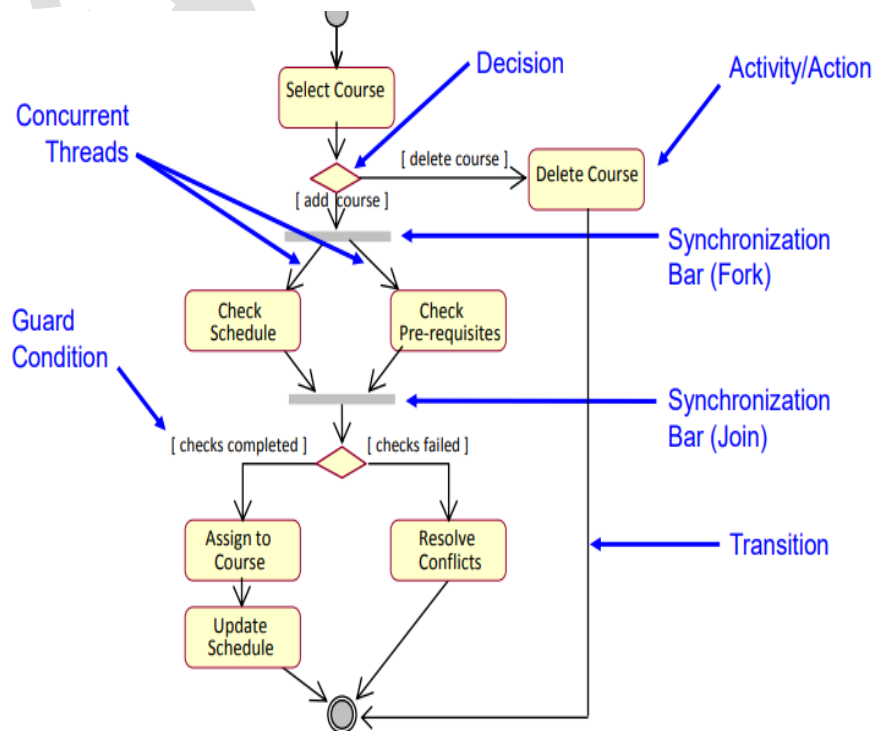 Decision
Activity/Action
Select Course
Concurrent
Threads
[ delete course ]
Delete Course
[ add course ]
Synchronization
Bar (Fork)
Check
Schedule
Check
Pre-requisites
Guard
Condition
Synchronization
Bar (Join)
[ checks completed ]
[ checks failed ]
Assign to
Course
Resolve
Conflicts
Transition
Update
Schedule